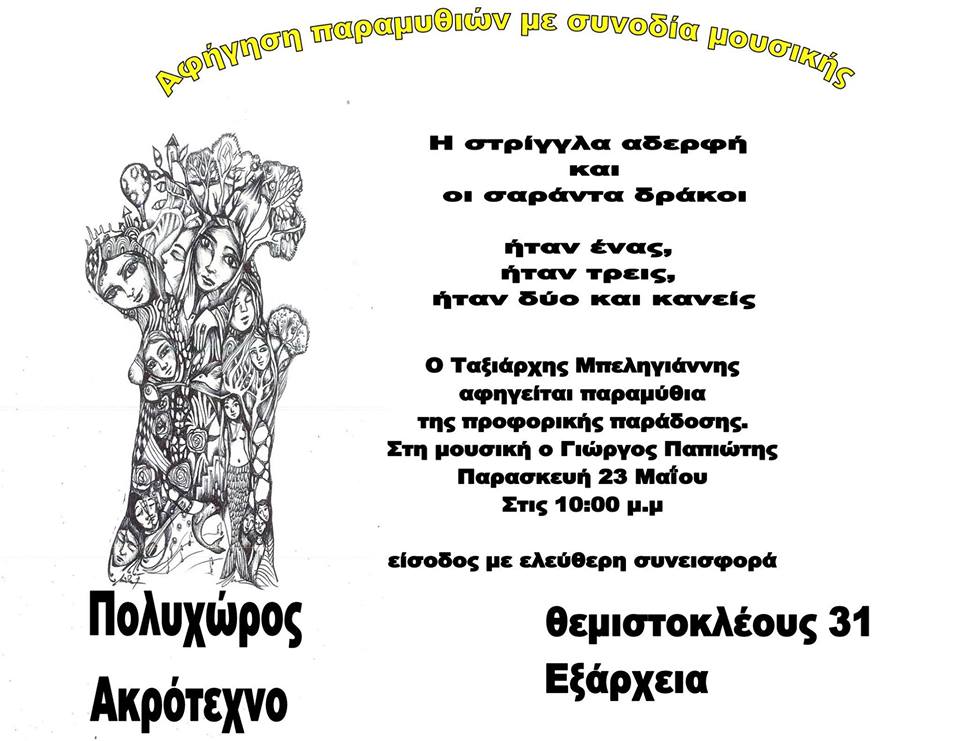 Αφήγηση παραμυθιών με συνοδία μουσικής
Η στρίγγλα αδερφή
και
οι σαράντα δράκοι
ήταν ένας,
ήταν τρεις,
ήταν δύο και κανείς
Ο Ταξιάρχης Μπεληγιάννης
αφηγείται παραμύθια
της προφορικής παράδοσης.
Στη μουσική ο Γιώργος Παπιώτης
Παρασκευή 23 Μαΐου
Στις 10:00 μ.μ
είσοδος με ελεύθερη συνεισφορά
Πολυχώρος
Ακρότεχνο
θεμιστοκλέους 31
Εξάρχεια